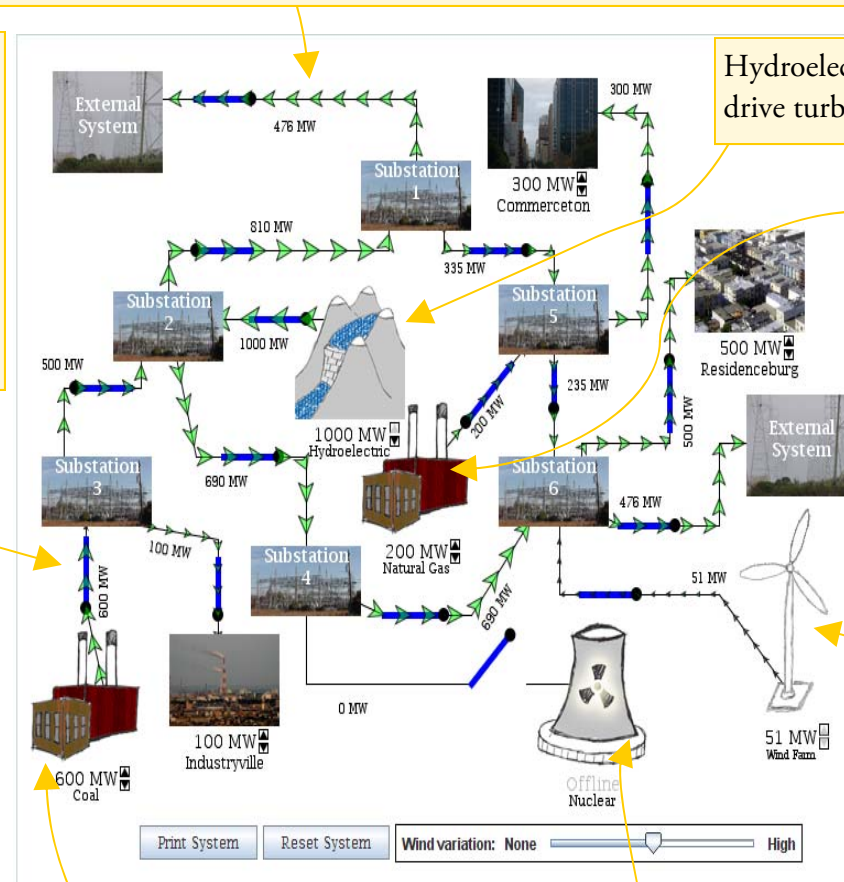 Hydroelec
drive turb
External
System
476 MW
Substation
1
300 MW
300 MW
Commerceton
810 MW
335 MW
Substation
2
1000 MW
Substation
5
500 MW
Residenceburg
500 MW
1000 MW
Hydroelectric
200 MW
235 MW
500 MW
External
System
Substation
3
690 MW
Substation
6
476 MW
100 MW
200 MW
Natural Gas
Substation
4
600 MW
690 MW
51 MW
0 MW
100 MW
Industryville
600 MW
Coal
Offline
Nuclear
51 MW
Wind Farm
Print System
Reset System
Wind variation: None High